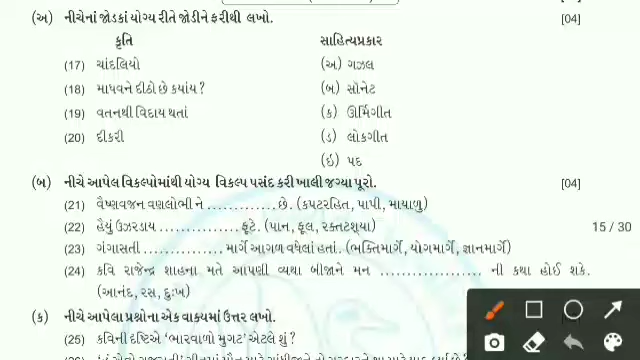 (અ) નીચેનાં જોડકાં યોગ્ય રીતે જોડીને ફરીથી લખો. [04]
કૃતિ સાહિત્યપ્રકાર
(17) ચાંદલિયો (અ) ગઝલ
(18) માધવને દીઠો છે ક્યાંય? (બ) સૉનેટ
(19) વતનથી વિદાય થતાં (ક) ઊર્મિગીત
(20) દીકરી (ડ) લોકગીત
(ઇ) પદ
(બ) નીચે આપેલ વિકલ્પોમાંથી યોગ્ય વિકલ્પ પસંદ કરી ખાલી જગ્યા પૂરો. [04]
(21) વૈષ્ણવજન વણલોભી ને ............. છે. (કપટરહિત, પાપી, માયાળુ)
(22) હૈયું ઉઝરડાય ............... ફૂટે. (પાન, ફૂલ, રક્તટશ્યા)
15 / 30
(23) ગંગાસતી ............... માર્ગે આગળ વધેલાં હતાં. (ભક્તિમાર્ગે, યોગમાર્ગે, જ્ઞાનમાર્ગે)
(24) કવિ રાજેન્દ્ર શાહના મતે આપણી વ્યથા બીજાને મન ................... ની કથા હોઈ શકે.
(આનંદ, રસ, દુઃખ)
(ક) નીચે આપેલા પ્રશ્નોના એક વાક્યમાં ઉત્તર લખો.
(25) કવિની દૃષ્ટિએ ‘ભારવાળો મુગટ’ એટલે શું ?